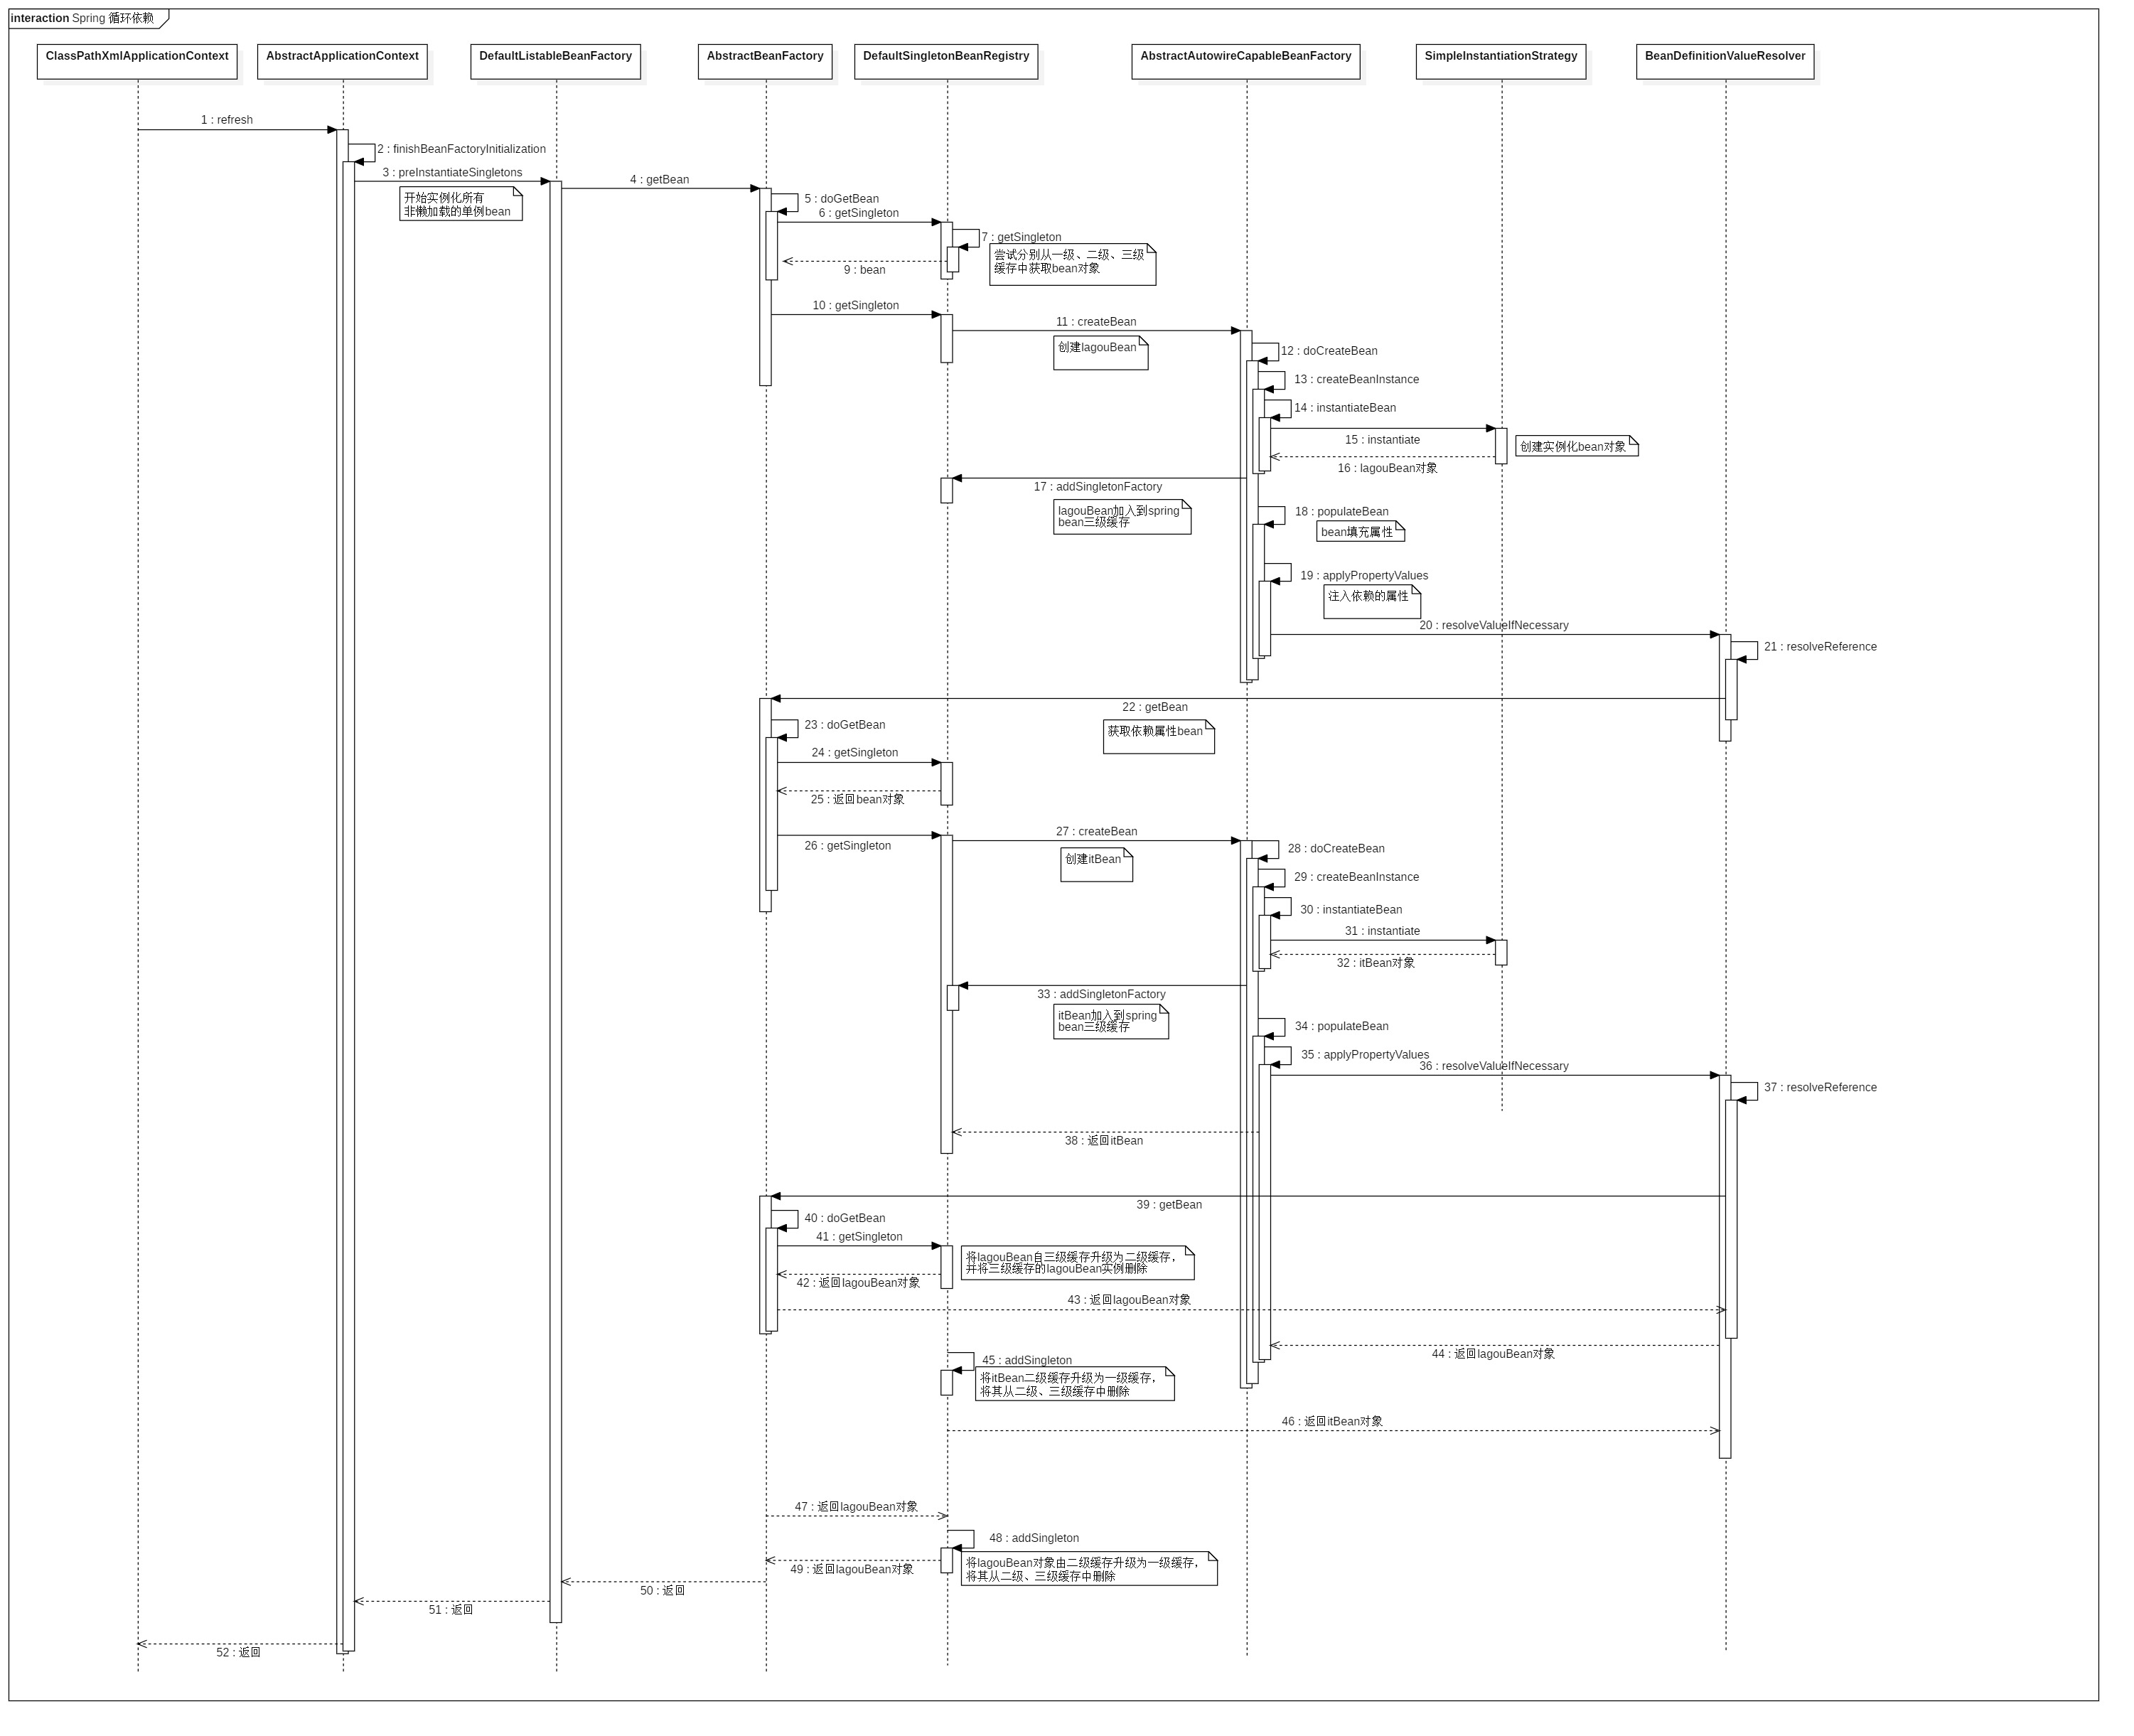 interaction Spring 循环依赖
ClassPathXmlApplicationContext
AbstractApplicationContext
DefaultListableBeanFactory
AbstractBeanFactory
DefaultSingletonBeanRegistry
AbstractAutowireCapableBeanFactory
SimpleInstantiationStrategy
BeanDefinitionValueResolver
1 : refresh
2 : finishBeanFactoryInitialization
3 : preInstantiateSingletons
开始实例化所有
非懒加载的单例bean
4 : getBean
5 : doGetBean
6 : getSingleton
7 : getSingleton
尝试分别从一级、二级、三级
缓存中获取bean对象
9 : bean
10 : getSingleton
11 : createBean
创建lagouBean
12 : doCreateBean
13 : createBeanInstance
14 : instantiateBean
15 : instantiate
创建实例化bean对象
16 : lagouBean对象
17 : addSingletonFactory
lagouBean加入到spring
bean三级缓存
18 : populateBean
bean填充属性
19 : applyPropertyValues
注入依赖的属性
20 : resolveValueIfNecessary
21 : resolveReference
22 : getBean
获取依赖属性bean
23 : doGetBean
24 : getSingleton
25 : 返回bean对象
26 : getSingleton
27 : createBean
创建itBean
28 : doCreateBean
29 : createBeanInstance
30 : instantiateBean
31 : instantiate
32 : itBean对象
33 : addSingletonFactory
itBean加入到spring
bean三级缓存
34 : populateBean
35 : applyPropertyValues
36 : resolveValueIfNecessary
37 : resolveReference
38 : 返回itBean
39 : getBean
40 : doGetBean
41 : getSingleton
将lagouBean自三级缓存升级为二级缓存，
并将三级缓存的lagouBean实例删除
42 : 返回lagouBean对象
43 : 返回lagouBean对象
44 : 返回lagouBean对象
45 : addSingleton
将itBean二级缓存升级为一级缓存，
将其从二级、三级缓存中删除
46 : 返回itBean对象
47 : 返回lagouBean对象
48 : addSingleton
将lagouBean对象由二级缓存升级为一级缓存，
将其从二级、三级缓存中删除
49 : 返回lagouBean对象
50 : 返回
51 : 返回
52 : 返回